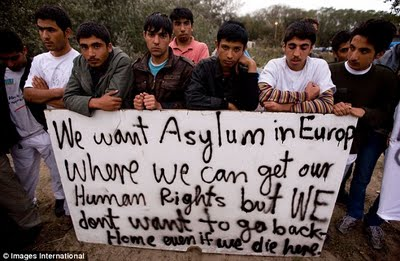 We want Asylum in Europ
Where we can get our
Human Rights but WE
dont want to go back
Home even if we die here
© Images International